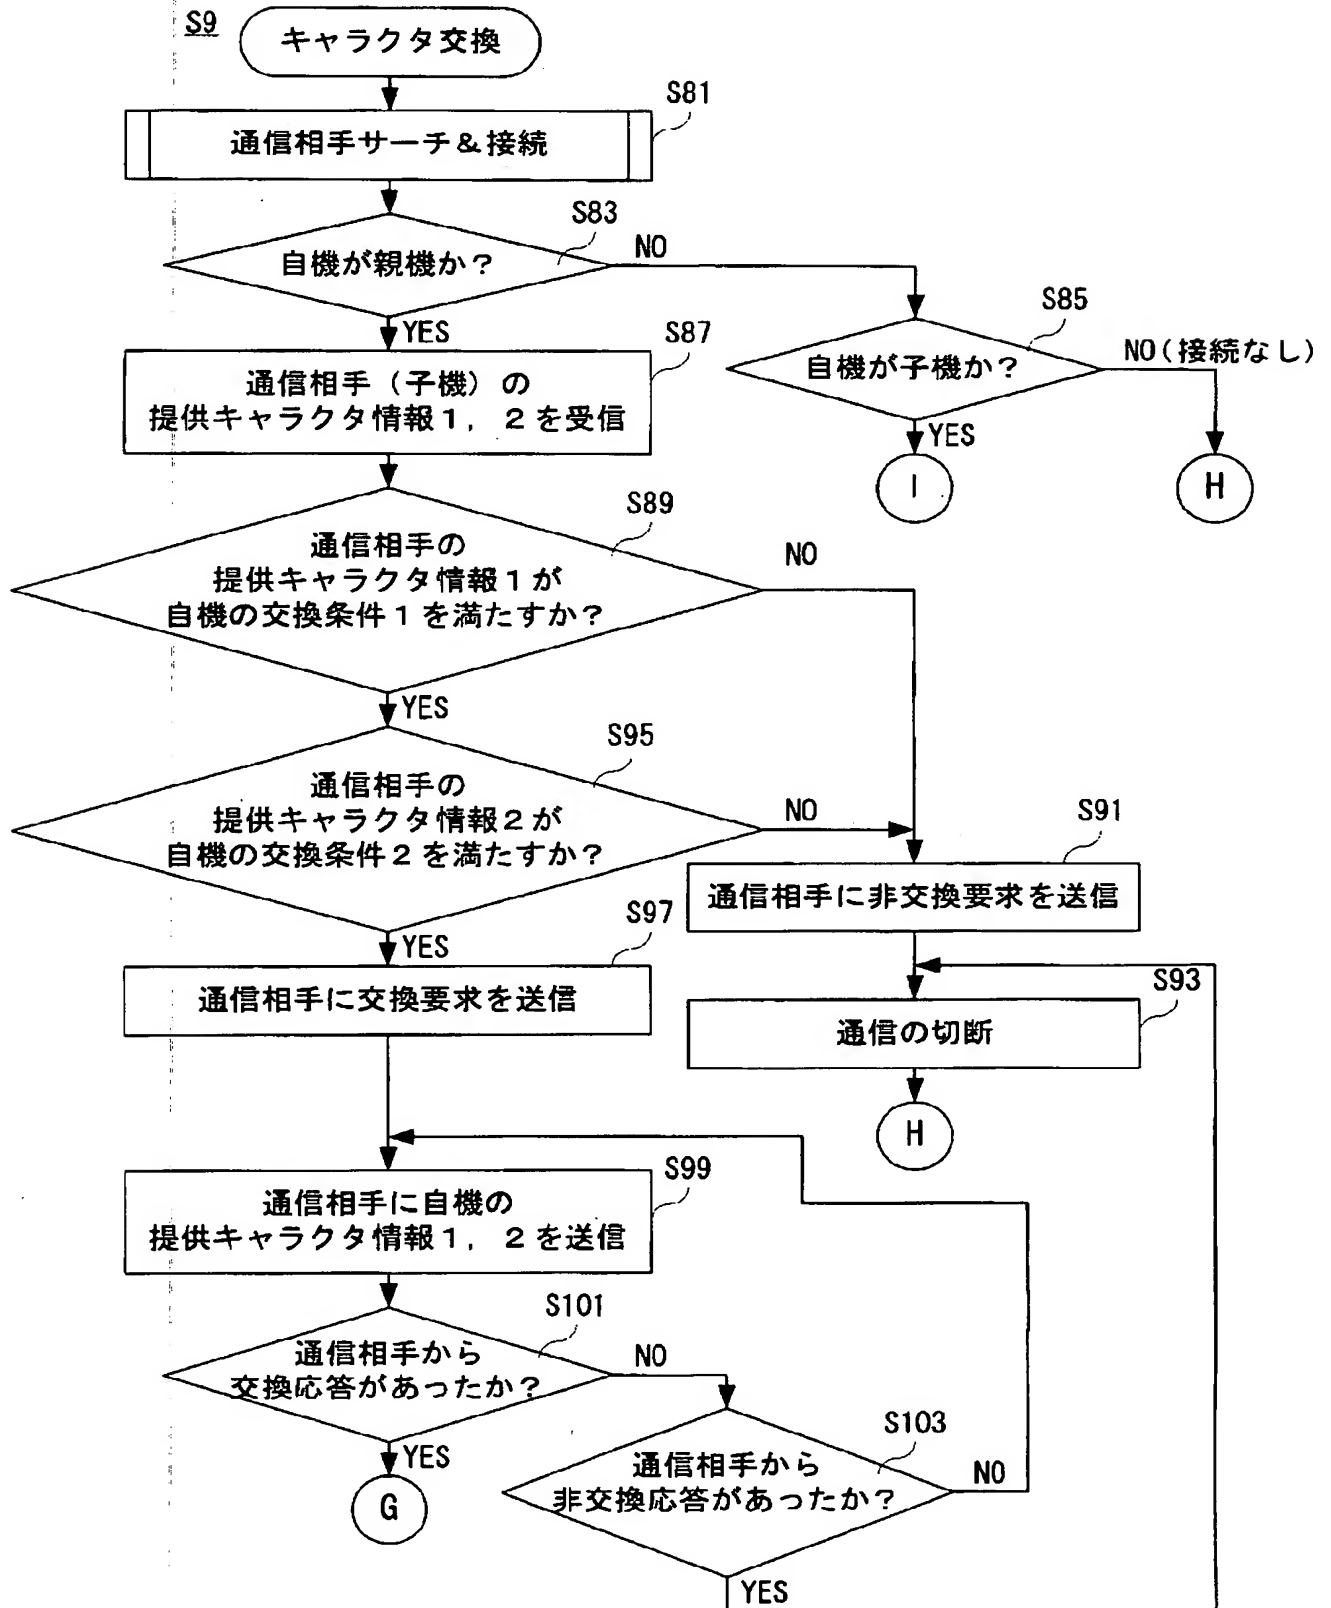 S9
キャラクタ交換
S81
通信相手サーチ＆接続
S83
自機が親機か？
NO
YES
S85
自機が子機か？
NO(接続なし)
YES
I
H
S87
通信相手（子機）の
提供キャラクタ情報１，２を受信
S89
通信相手の
提供キャラクタ情報１が
自機の交換条件１を満たすか？
NO
YES
S95
通信相手の
提供キャラクタ情報２が
自機の交換条件２を満たすか？
NO
YES
S91
通信相手に非交換要求を送信
S97
通信相手に交換要求を送信
S93
通信の切断
H
S99
通信相手に自機の
提供キャラクタ情報１，２を送信
S101
通信相手から
交換応答があったか？
NO
YES
G
S103
通信相手から
非交換応答があったか？
NO
YES